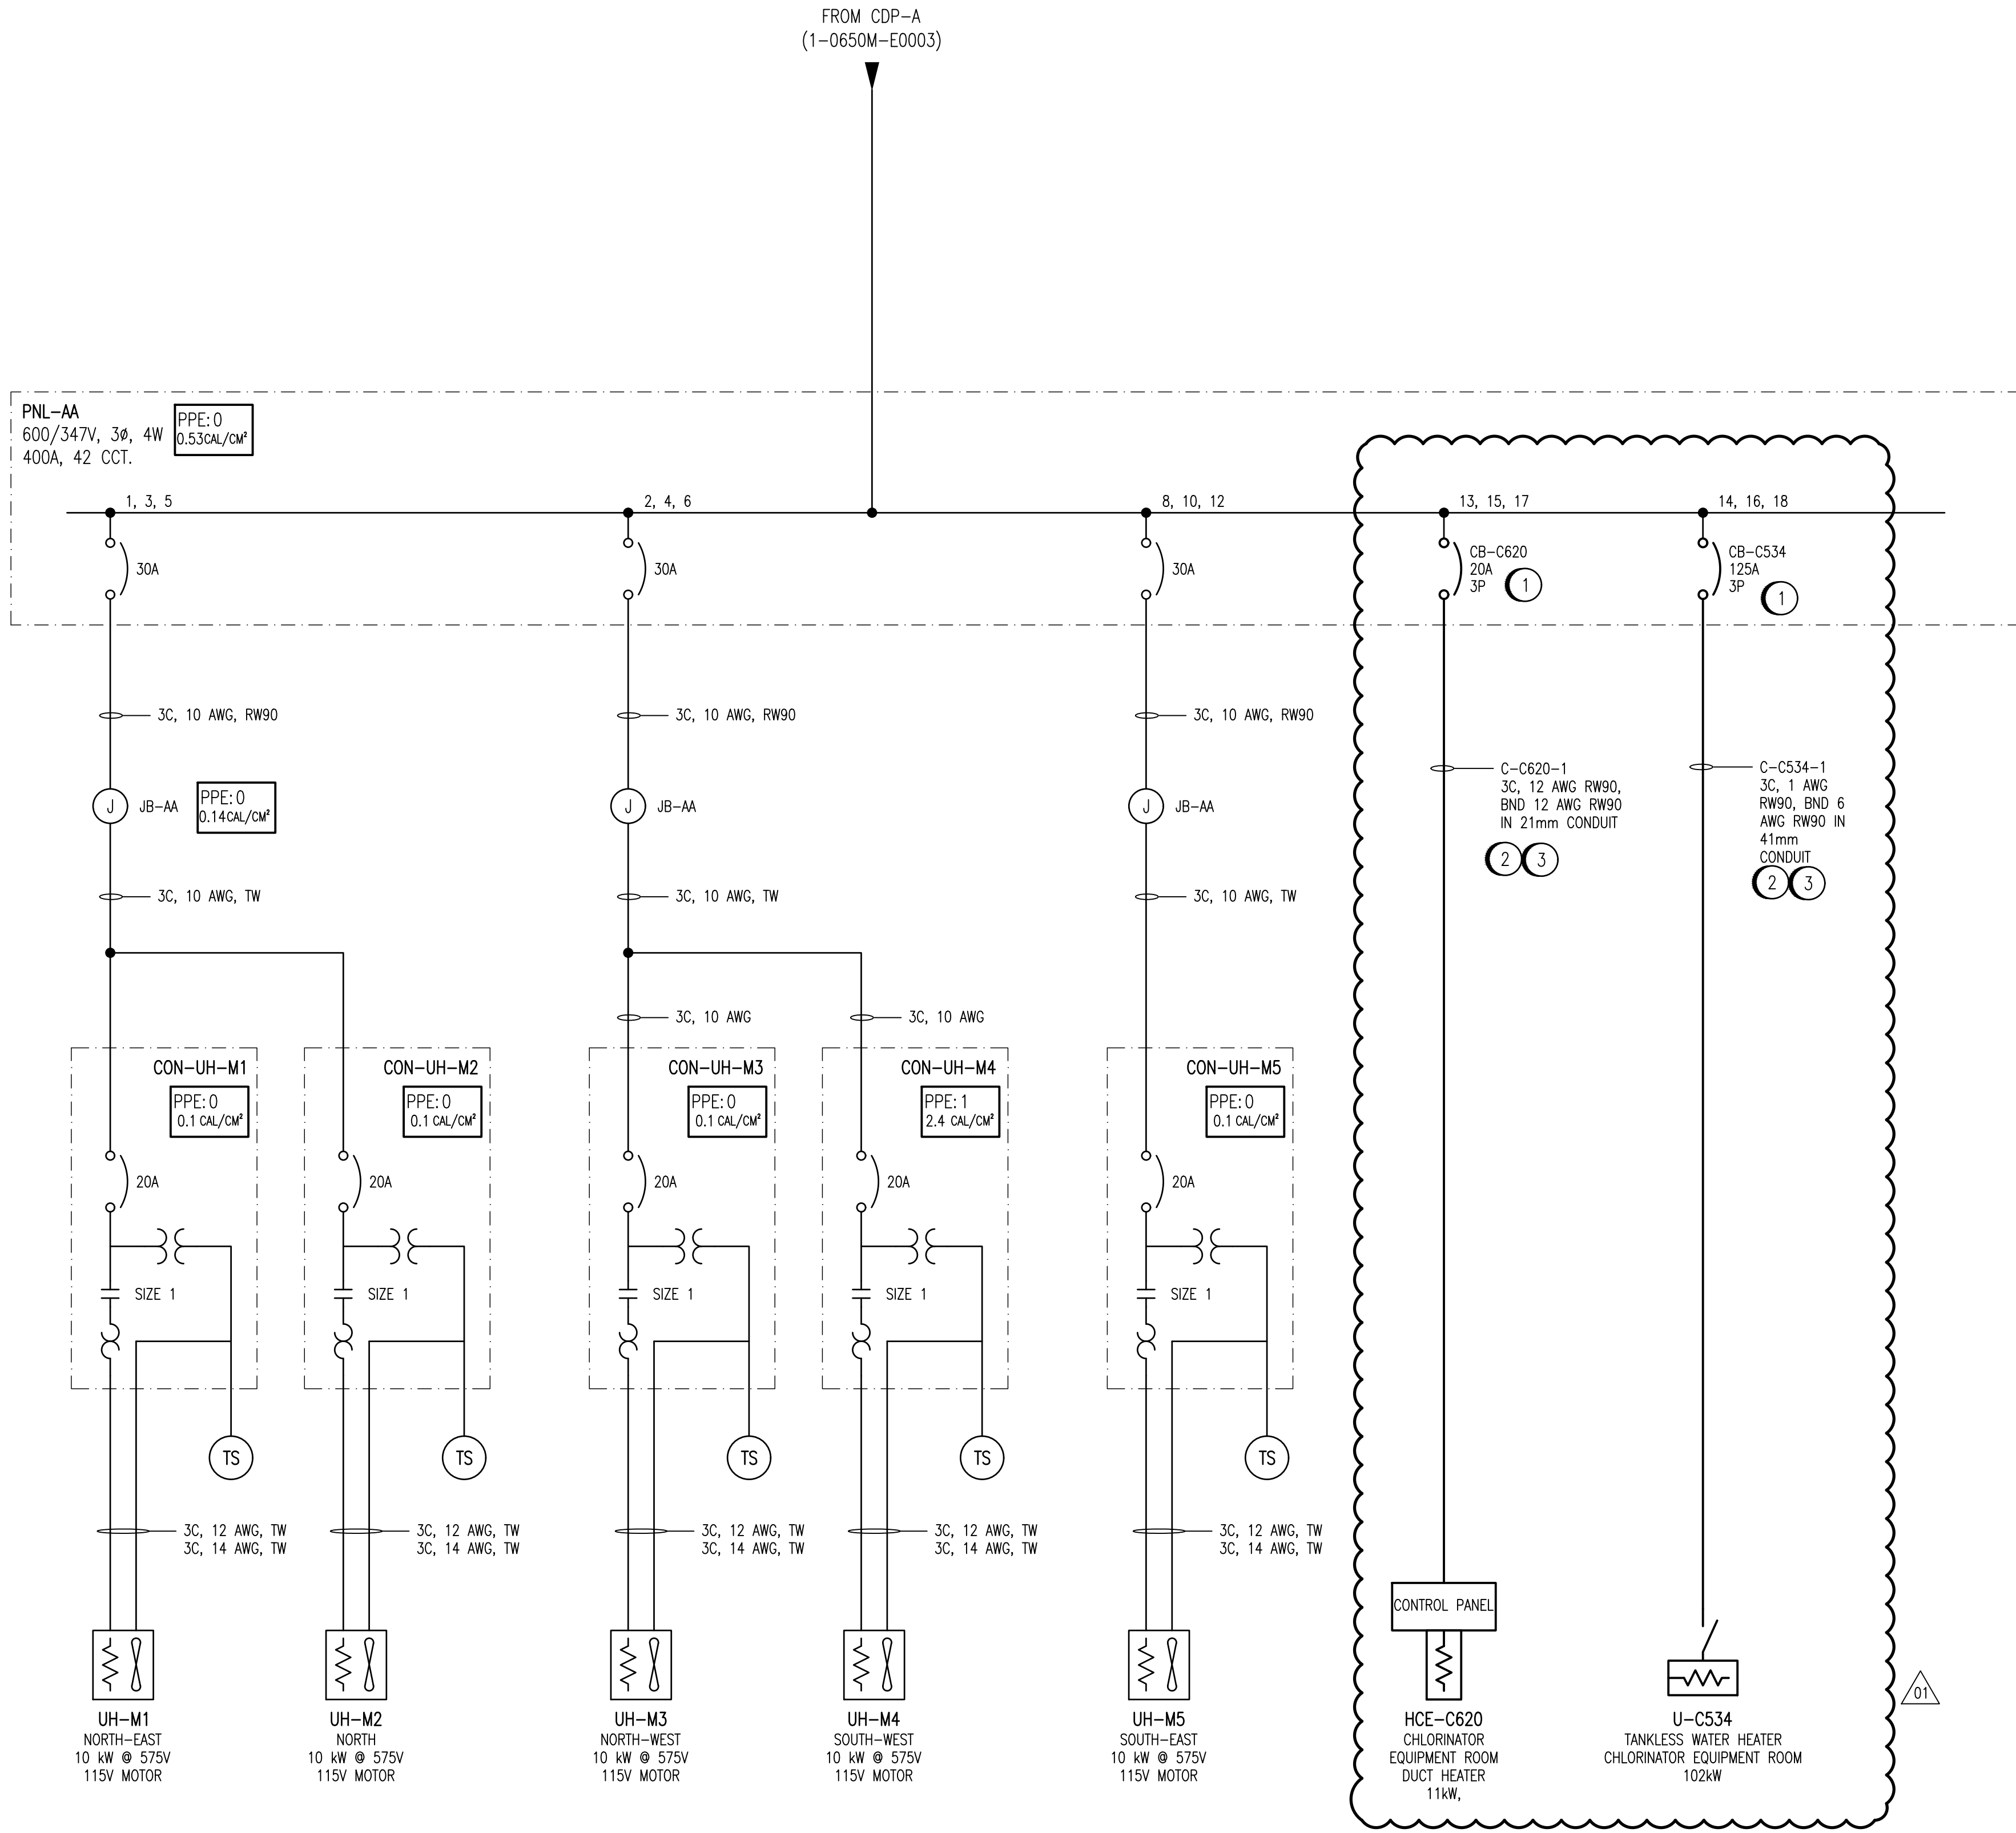 FROM CDP-A
(1-0650M-E0003)
PNL-AA
600/347V, 3ø, 4W
400A, 42 CCT.
PPE: 0
0.53CAL/CM²
1, 3, 5
2, 4, 6
8, 10, 12
13, 15, 17
14, 16, 18
30A
30A
30A
CB-C620
20A
3P
1
CB-C534
125A
3P
1
3C, 10 AWG, RW90
3C, 10 AWG, RW90
3C, 10 AWG, RW90
C-C620-1
3C, 12 AWG RW90,
BND 12 AWG RW90
IN 21mm CONDUIT
2
3
C-C534-1
3C, 1 AWG
RW90, BND 6
AWG RW90 IN
41mm
CONDUIT
2
3
J
JB-AA
PPE: 0
0.14CAL/CM²
J
JB-AA
J
JB-AA
3C, 10 AWG, TW
3C, 10 AWG, TW
3C, 10 AWG, TW
3C, 10 AWG
3C, 10 AWG
CON-UH-M1
PPE: 0
0.1 CAL/CM²
CON-UH-M2
PPE: 0
0.1 CAL/CM²
CON-UH-M3
PPE: 0
0.1 CAL/CM²
CON-UH-M4
PPE: 1
2.4 CAL/CM²
CON-UH-M5
PPE: 0
0.1 CAL/CM²
20A
20A
20A
20A
20A
SIZE 1
SIZE 1
SIZE 1
SIZE 1
SIZE 1
TS
TS
TS
TS
TS
3C, 12 AWG, TW
3C, 14 AWG, TW
3C, 12 AWG, TW
3C, 14 AWG, TW
3C, 12 AWG, TW
3C, 14 AWG, TW
3C, 12 AWG, TW
3C, 14 AWG, TW
3C, 12 AWG, TW
3C, 14 AWG, TW
CONTROL PANEL
UH-M1
NORTH-EAST
10 kW @ 575V
115V MOTOR
UH-M2
NORTH
10 kW @ 575V
115V MOTOR
UH-M3
NORTH-WEST
10 kW @ 575V
115V MOTOR
UH-M4
SOUTH-WEST
10 kW @ 575V
115V MOTOR
UH-M5
SOUTH-EAST
10 kW @ 575V
115V MOTOR
HCE-C620
CHLORINATOR
EQUIPMENT ROOM
DUCT HEATER
11kW,
U-C534
TANKLESS WATER HEATER
CHLORINATOR EQUIPMENT ROOM
102kW
01